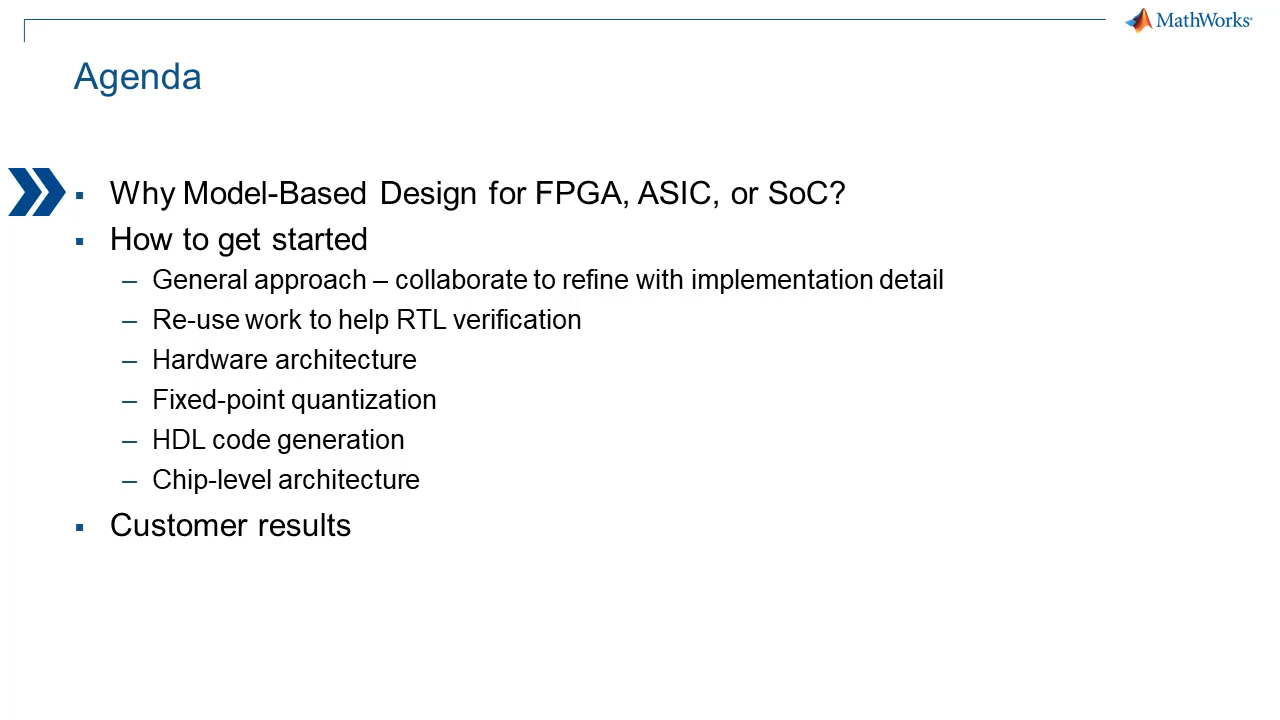 MathWorks®
Agenda
▪ Why Model-Based Design for FPGA, ASIC, or SoC?
▪ How to get started
– General approach – collaborate to refine with implementation detail
– Re-use work to help RTL verification
– Hardware architecture
– Fixed-point quantization
– HDL code generation
– Chip-level architecture
▪ Customer results